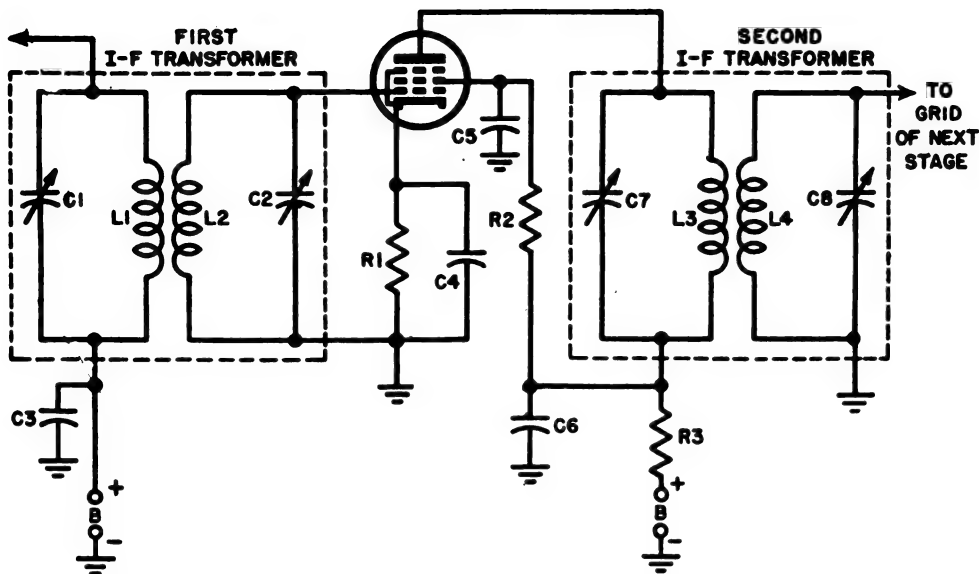 FIRST
I-F TRANSFORMER
SECOND
I-F TRANSFORMER
TO
GRID
OF NEXT
STAGE
C1
L1
L2
C2
C5
R2
C7
L3
L4
C8
R1
C4
C3
C6
R3
+
B
-
+
B
-